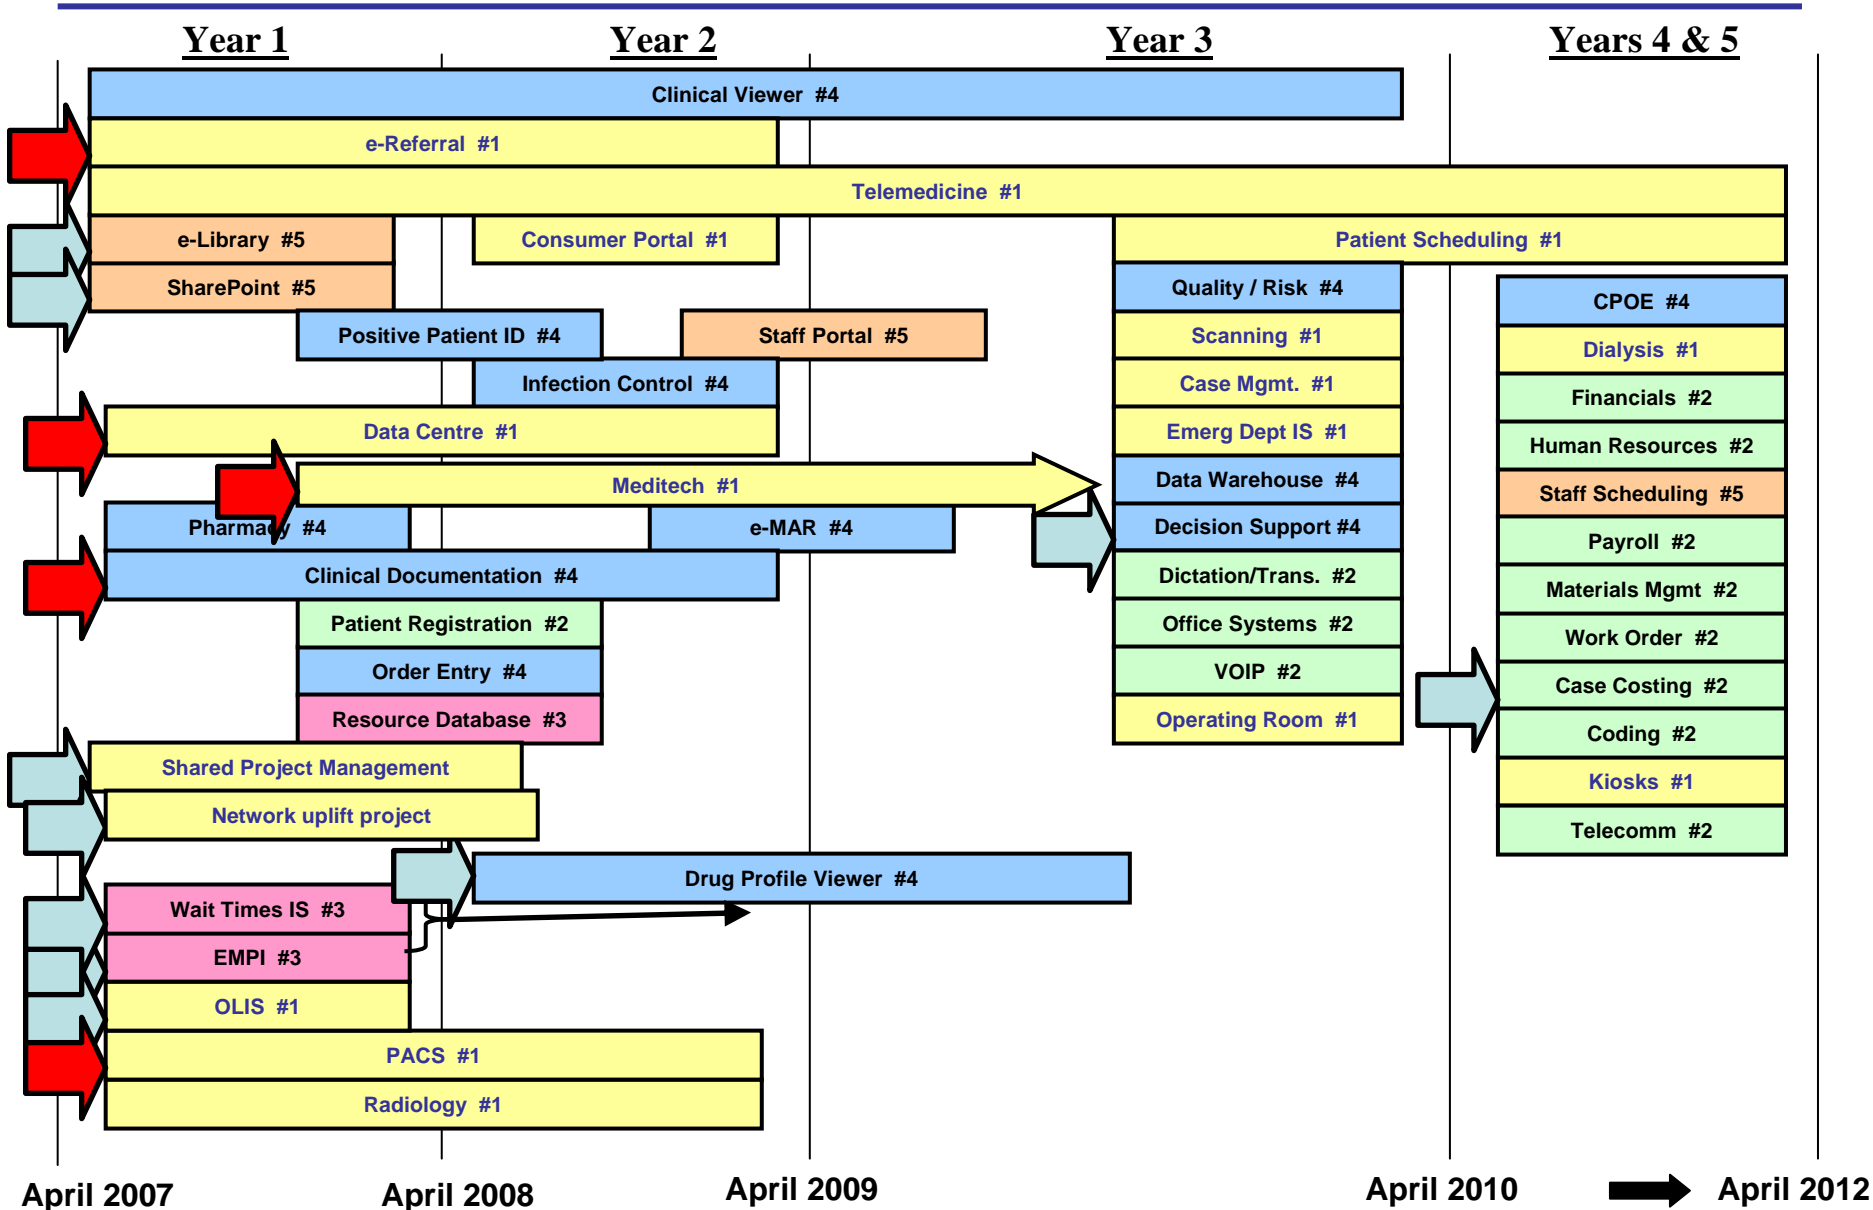 Year 1 Year 2 Year 3 Years 4 & 5
Clinical Viewer #4
e-Referral #1
Telemedicine #1
e-Library #5 Consumer Portal #1 Patient Scheduling #1
SharePoint #5 Quality / Risk #4 CPOE #4
Positive Patient ID #4 Staff Portal #5 Scanning #1 Dialysis #1
Infection Control #4 Case Mgmt. #1 Financials #2
Data Centre #1 Emerg Dept IS #1 Human Resources #2
Meditech #1 Data Warehouse #4 Staff Scheduling #5
Pharmacy #4 e-MAR #4 Decision Support #4 Payroll #2
Clinical Documentation #4 Dictation/Trans. #2 Materials Mgmt #2
Patient Registration #2 Office Systems #2 Work Order #2
Order Entry #4 VOIP #2 Case Costing #2
Resource Database #3 Operating Room #1 Coding #2
Shared Project Management Kiosks #1
Network uplift project Telecomm #2
Drug Profile Viewer #4
Wait Times IS #3
EMPI #3
OLIS #1
PACS #1
Radiology #1
April 2007 April 2008 April 2009 April 2010 April 2012